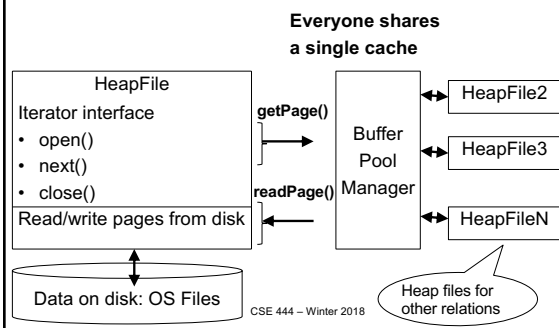 Everyone shares
a single cache
HeapFile
Iterator interface
• open()
• next()
• close()
Read/write pages from disk
Data on disk: OS Files
getPage()
readPage()
Buffer
Pool
Manager
HeapFile2
HeapFile3
HeapFileN
Heap files for
other relations
CSE 444 – Winter 2018